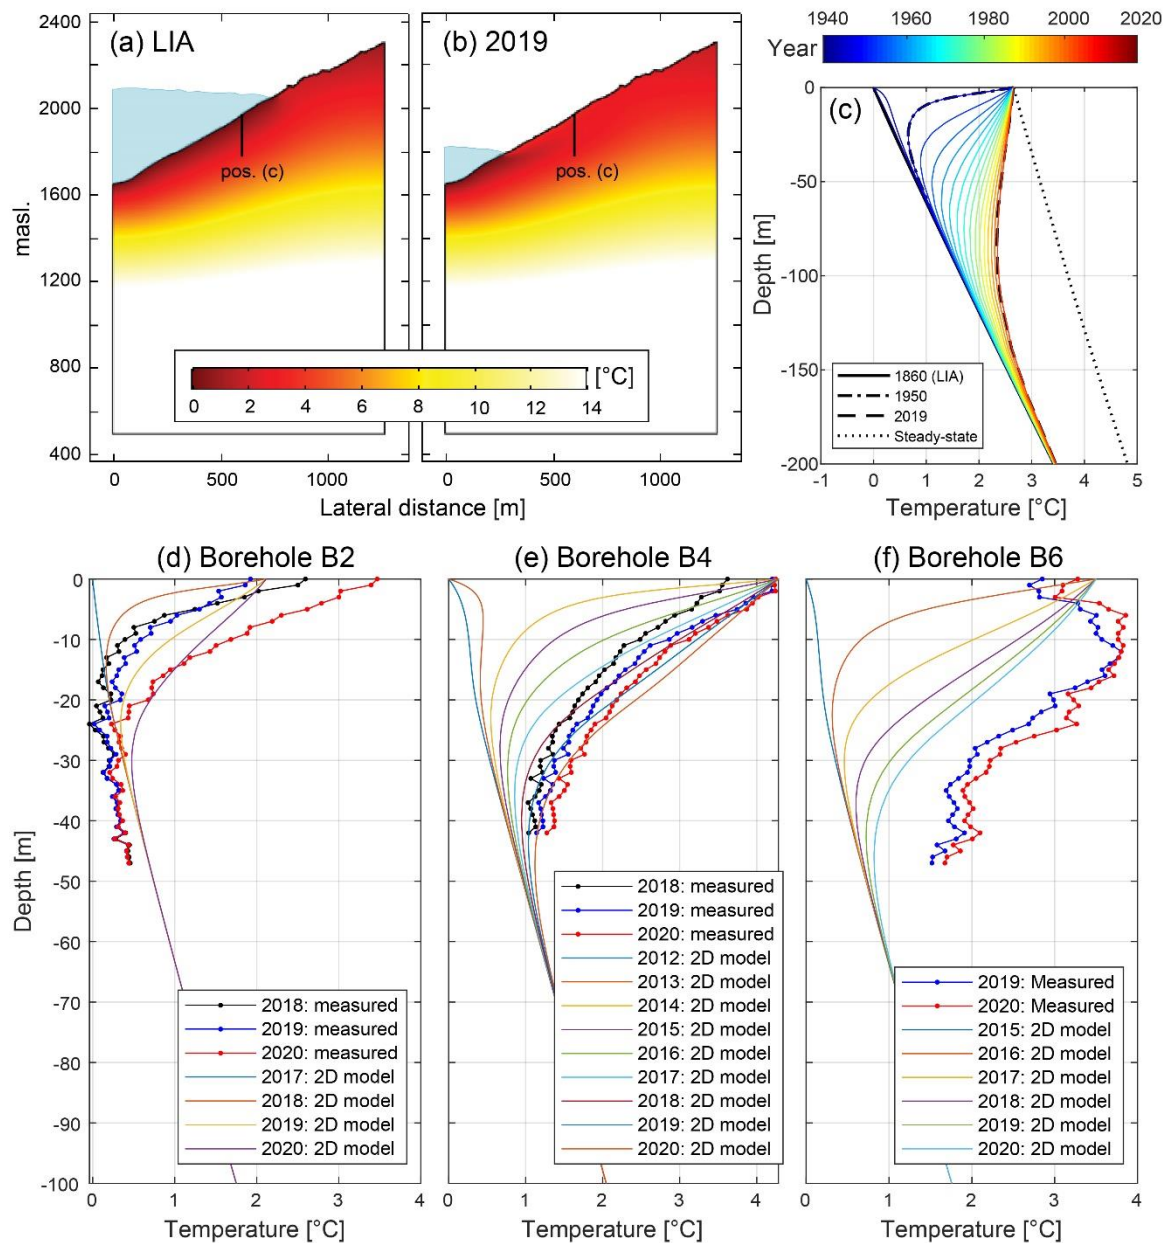 (a) LIA
(b) 2019
masl.
2400
2000
1600
1200
800
400
pos. (c)
pos. (c)
[°C]
0 2 4 6 8 10 12 14
0 500 1000
0 500 1000
Lateral distance [m]
1940 1960 1980 2000 2020
Year
(c)
Depth [m]
0
-50
-100
-150
-200
1860 (LIA)
1950
2019
Steady-state
-1 0 1 2 3 4 5
Temperature [°C]
(d) Borehole B2
(e) Borehole B4
(f) Borehole B6
Depth [m]
0
-10
-20
-30
-40
-50
-60
-70
-80
-90
-100
2018: measured
2019: measured
2020: measured
2017: 2D model
2018: 2D model
2019: 2D model
2020: 2D model
0 1 2 3 4
Temperature [°C]
2018: measured
2019: measured
2020: measured
2012: 2D model
2013: 2D model
2014: 2D model
2015: 2D model
2016: 2D model
2017: 2D model
2018: 2D model
2019: 2D model
2020: 2D model
0 1 2 3 4
Temperature [°C]
2019: Measured
2020: Measured
2015: 2D model
2016: 2D model
2017: 2D model
2018: 2D model
2019: 2D model
2020: 2D model
0 1 2 3 4
Temperature [°C]